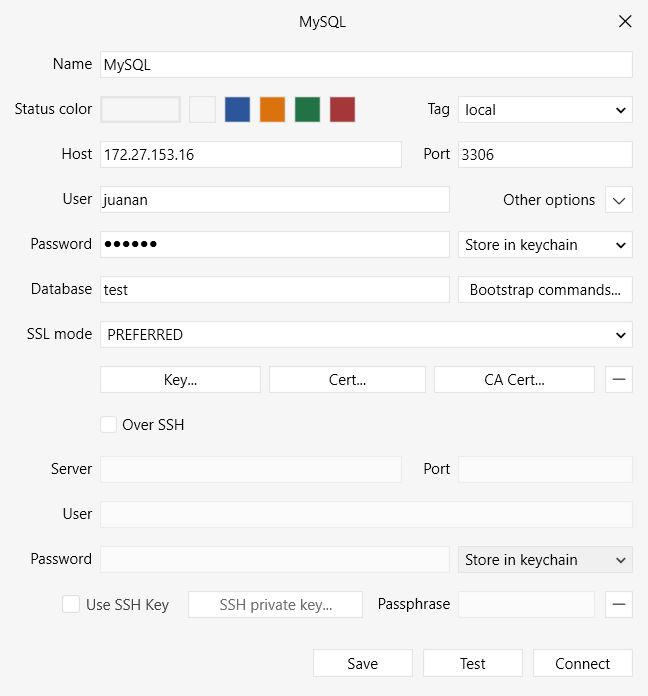 MySQL
Name MySQL
Status color Tag local
Host 172.27.153.16 Port 3306
User juanan Other options
Password ●●●●●● Store in keychain
Database test Bootstrap commands...
SSL mode PREFERRED
Key... Cert... CA Cert...
Over SSH
Server Port
User
Password Store in keychain
Use SSH Key SSH private key... Passphrase
Save Test Connect